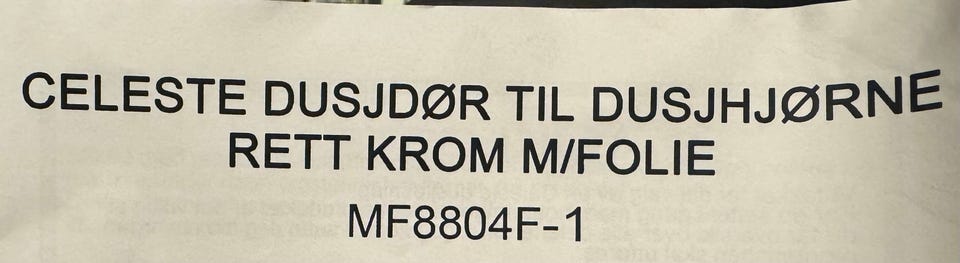 CELESTE DUSJDØR TIL DUSJHJØRNE
RETT KROM M/FOLIE
MF8804F-1